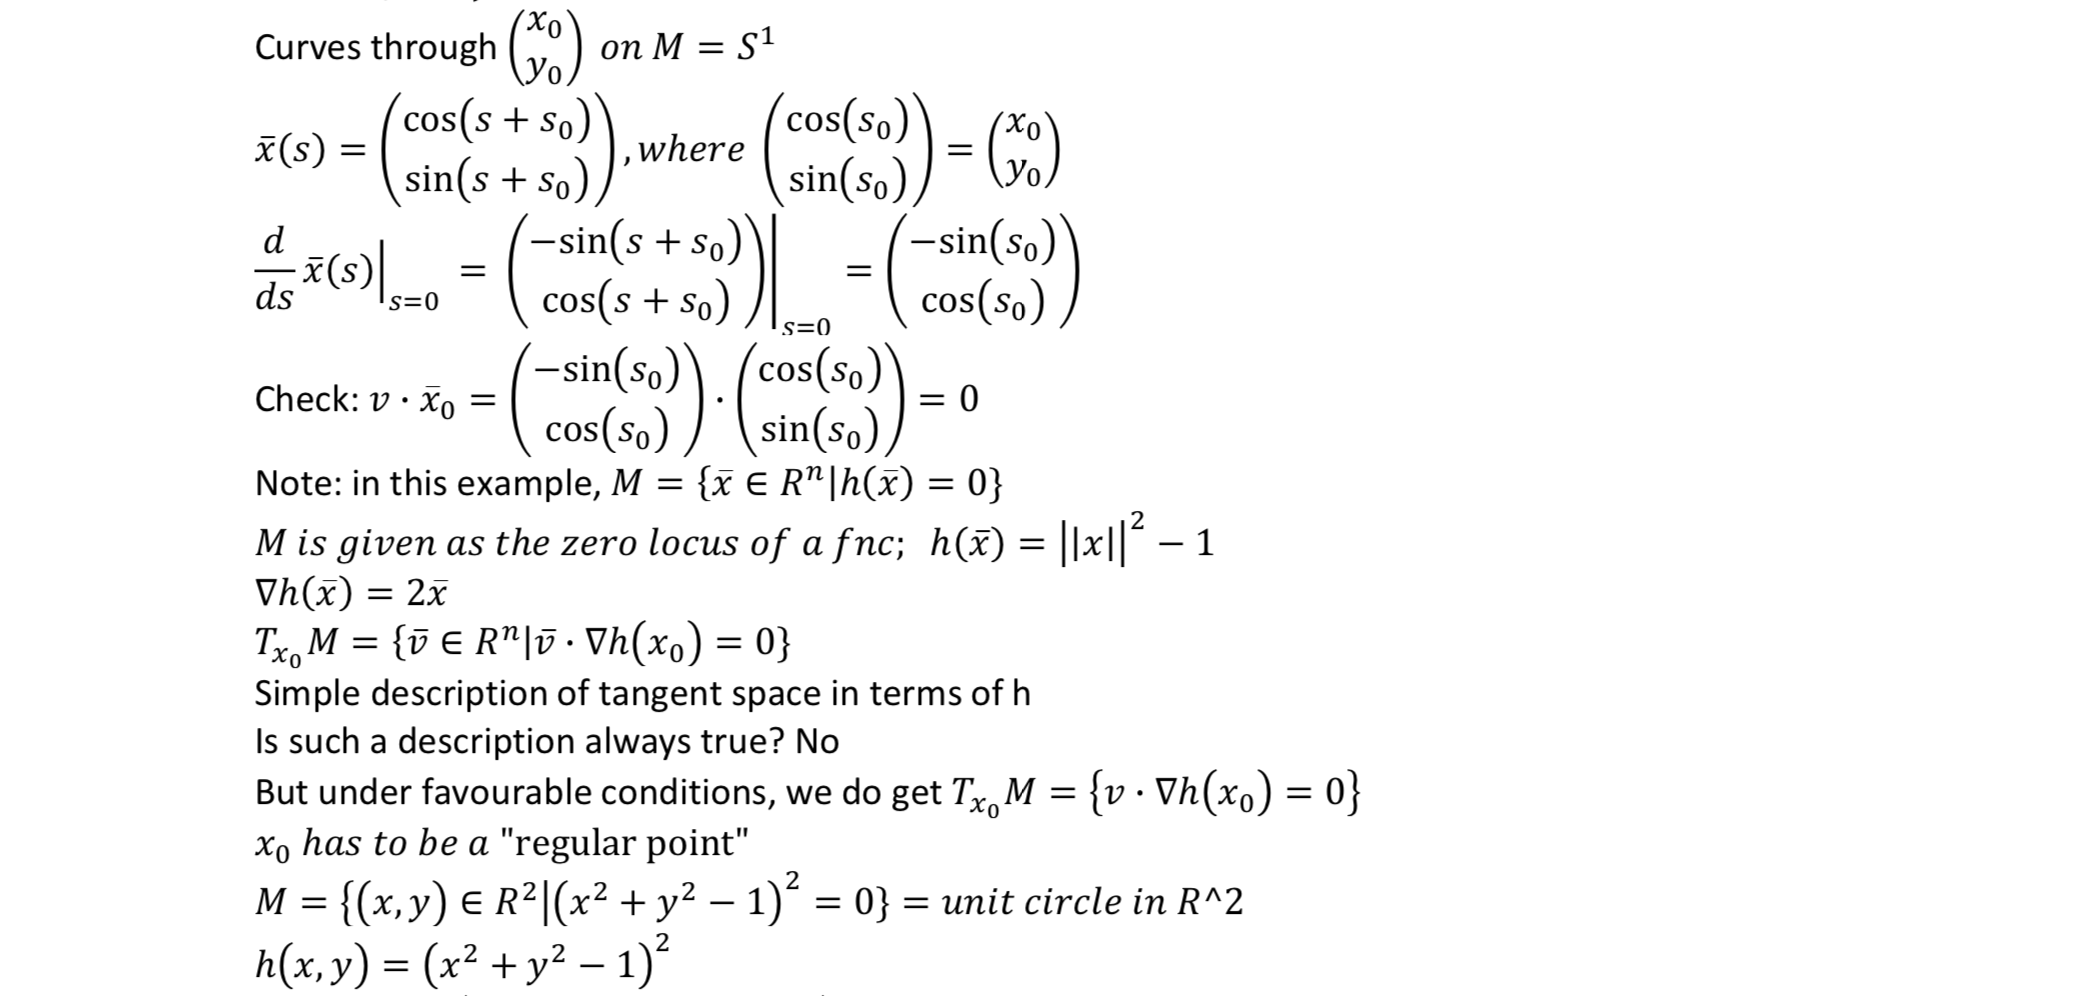 Curves through (x₀ y₀) on M = S¹
x̄(s) = (cos(s + s₀) sin(s + s₀)), where (cos(s₀) sin(s₀)) = (x₀ y₀)
d/ds x̄(s)|ₛ₌₀ = (−sin(s + s₀) cos(s + s₀))|ₛ₌₀ = (−sin(s₀) cos(s₀))
Check: v · x̄₀ = (−sin(s₀) cos(s₀)) · (cos(s₀) sin(s₀)) = 0
Note: in this example, M = {x̄ ∈ Rⁿ|h(x̄) = 0}
M is given as the zero locus of a fnc; h(x̄) = ||x||² − 1
∇h(x̄) = 2x̄
Tₓ₀M = {v̄ ∈ Rⁿ|v̄ · ∇h(x₀) = 0}
Simple description of tangent space in terms of h
Is such a description always true? No
But under favourable conditions, we do get Tₓ₀M = {v · ∇h(x₀) = 0}
x₀ has to be a "regular point"
M = {(x, y) ∈ R²|(x² + y² − 1)² = 0} = unit circle in R^2
h(x, y) = (x² + y² − 1)²